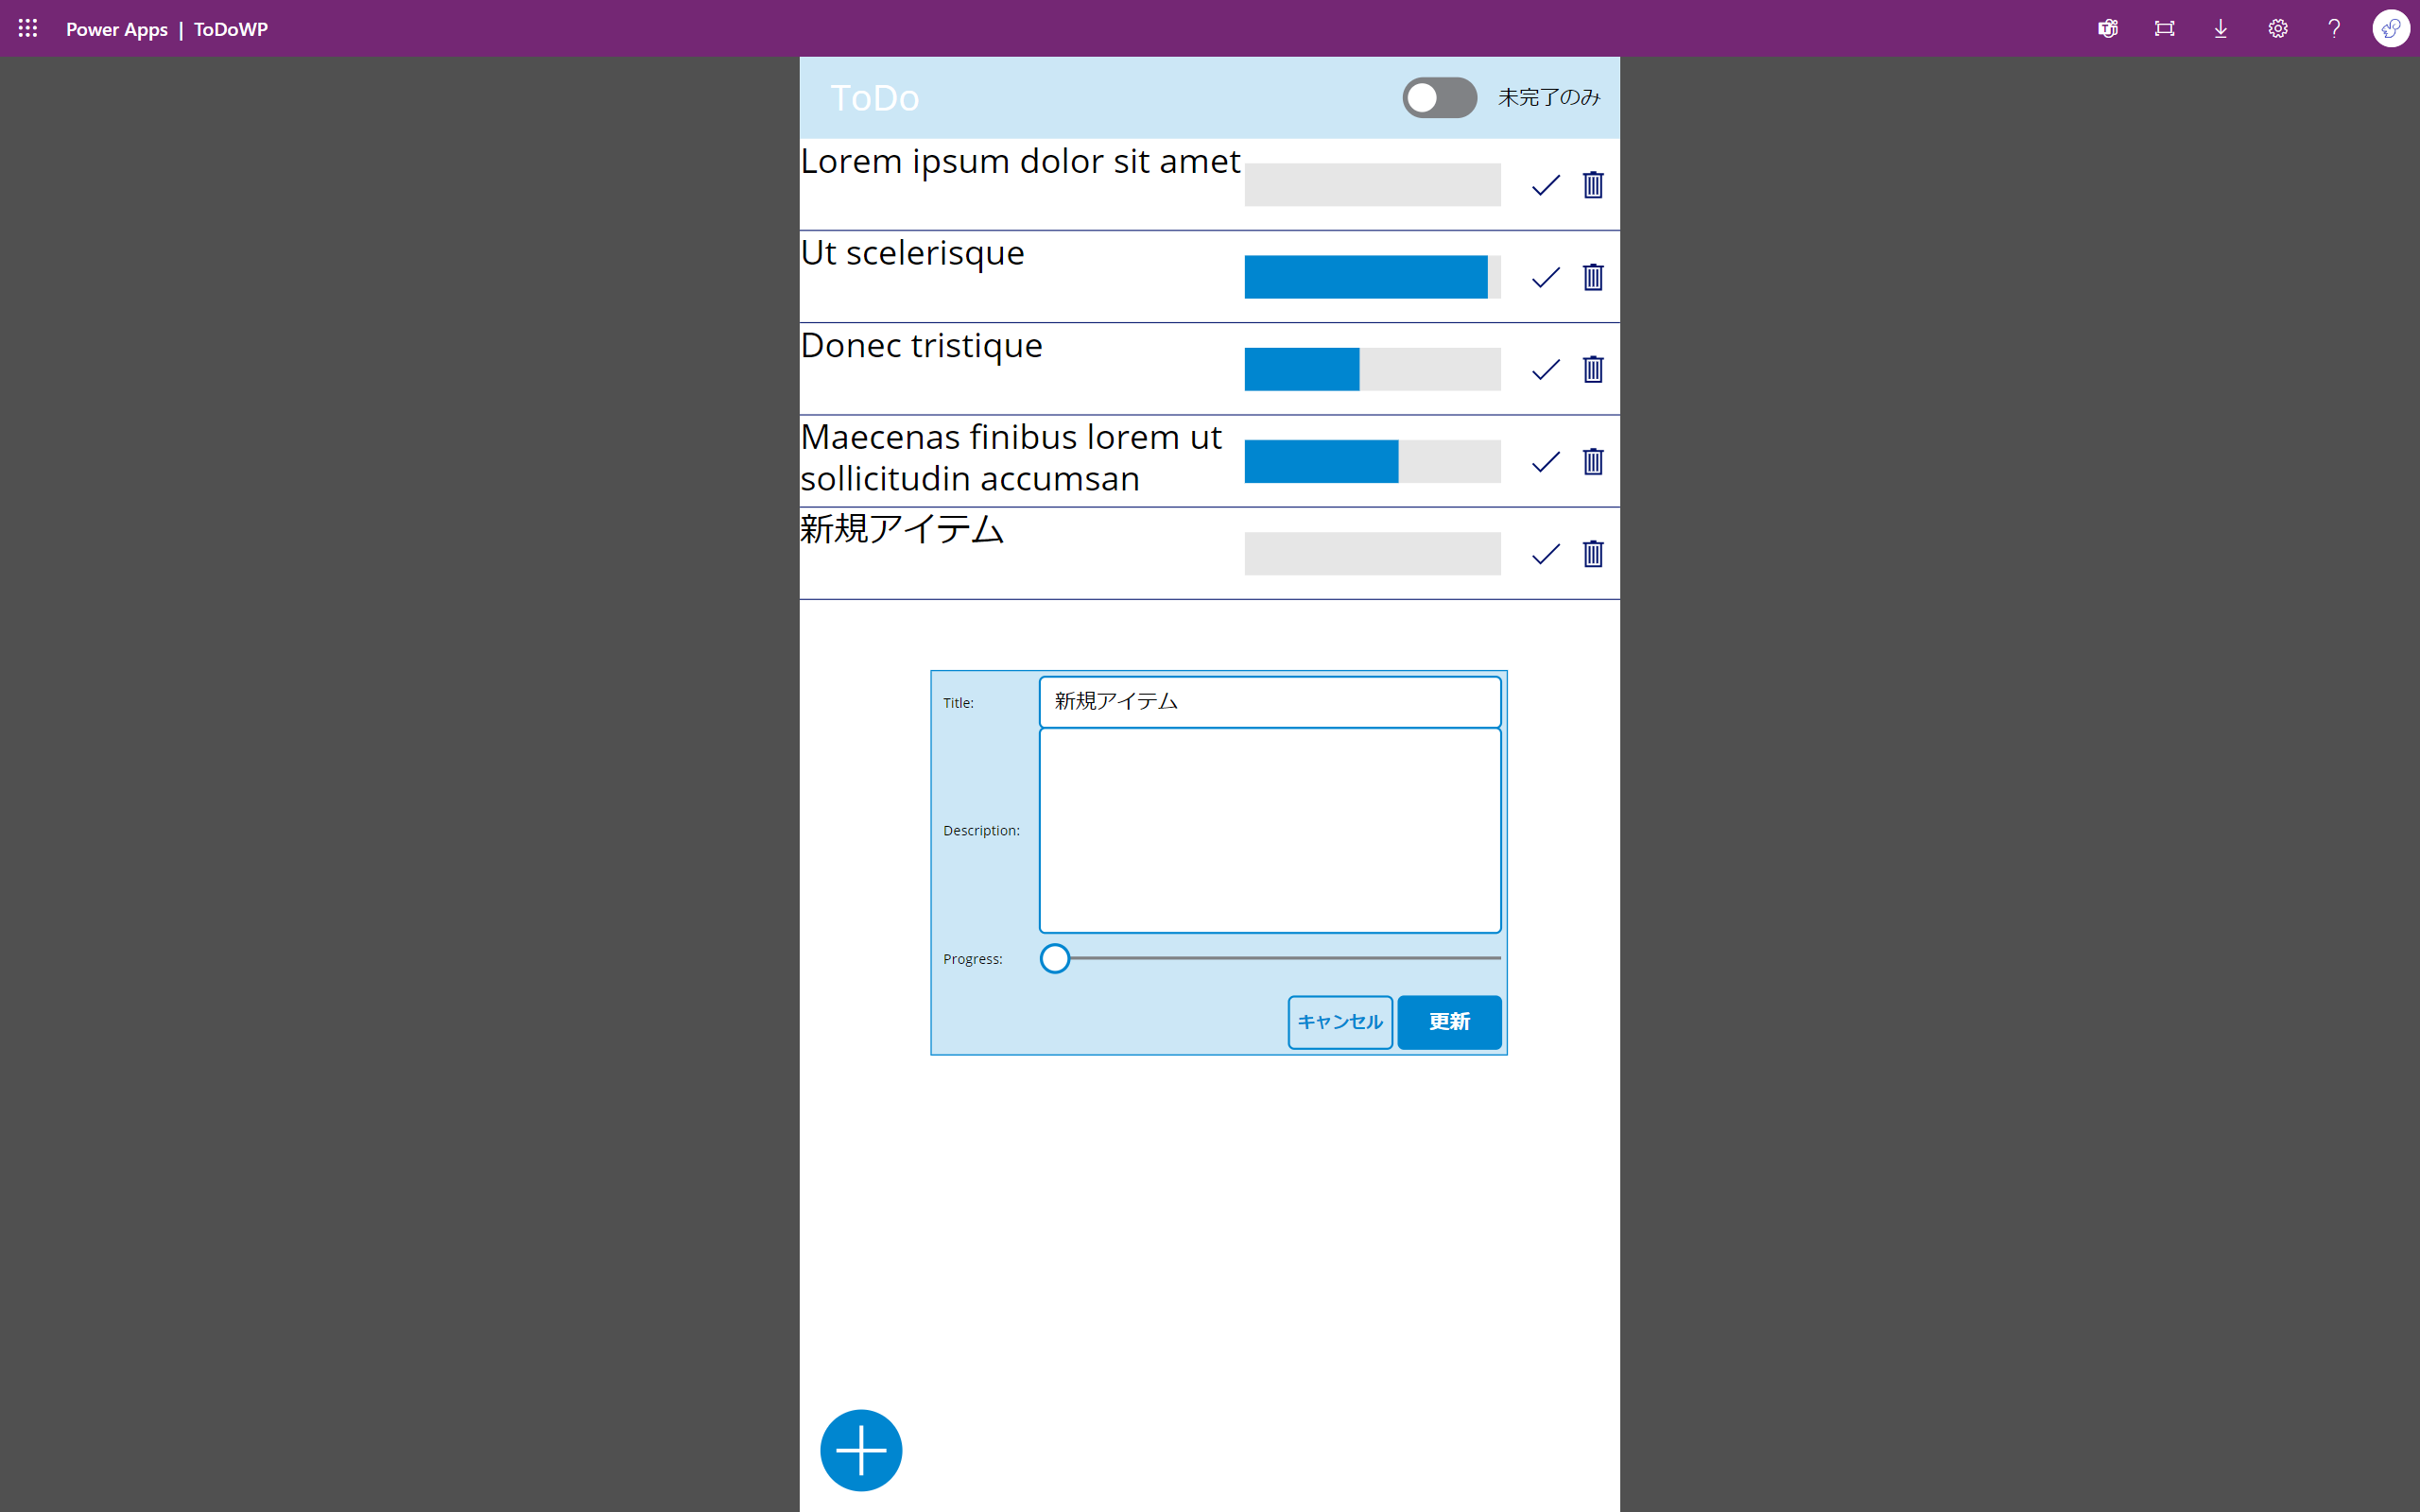 Power Apps | ToDoWP
ToDo
未完了のみ
Lorem ipsum dolor sit amet
Ut scelerisque
Donec tristique
Maecenas finibus lorem ut
sollicitudin accumsan
新規アイテム
Title:
新規アイテム
Description:
Progress:
キャンセル
更新